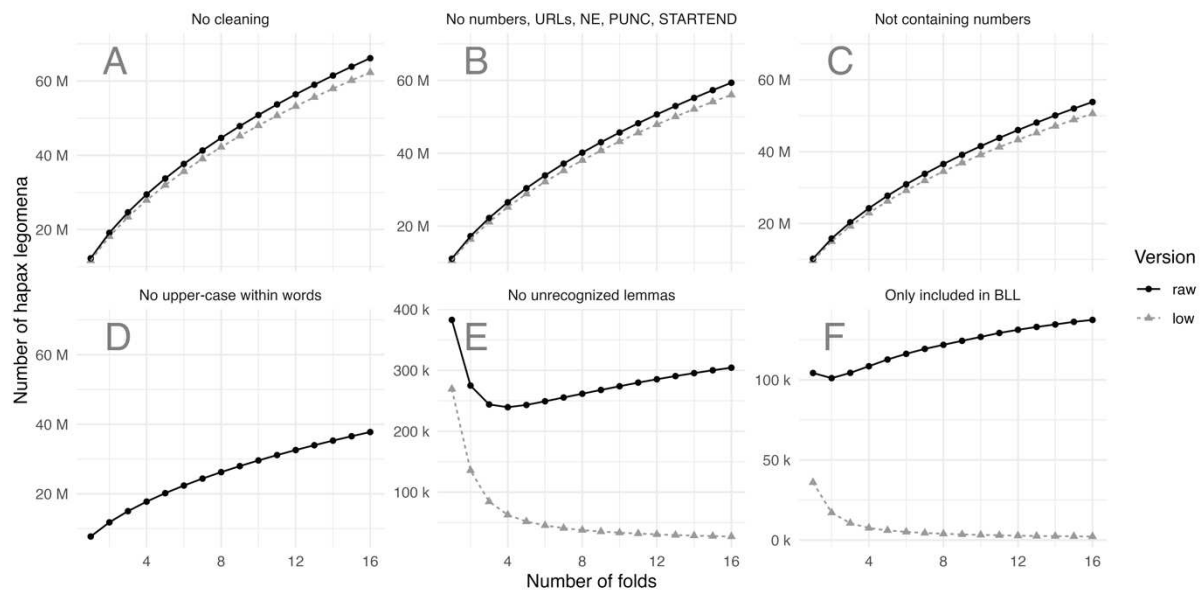 No cleaning
No numbers, URLs, NE, PUNC, STARTEND
Not containing numbers
A
B
C
60 M
40 M
20 M
60 M
40 M
20 M
60 M
40 M
20 M
Number of hapax legomena
Version
raw
low
No upper-case within words
No unrecognized lemmas
Only included in BLL
D
E
F
60 M
40 M
20 M
400 k
300 k
200 k
100 k
100 k
50 k
0 k
4 8 12 16
4 8 12 16
4 8 12 16
Number of folds